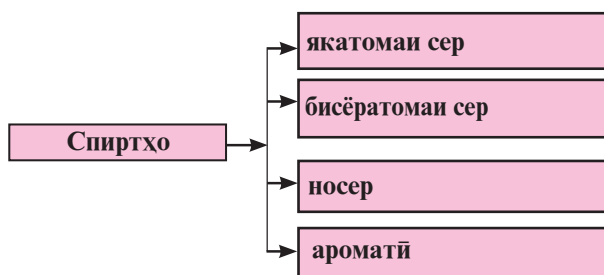 якатомаи сер
бисёратомаи сер
Спиртҳо
носер
ароматӣ